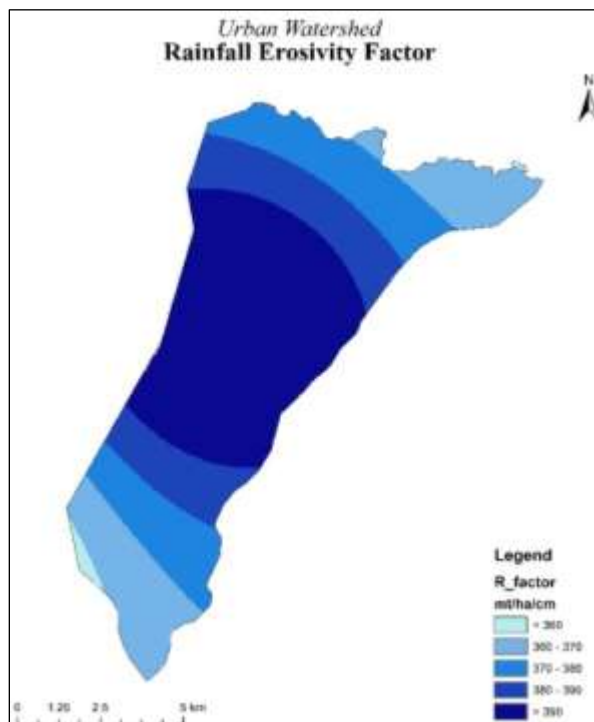 Urban Watershed
Rainfall Erosivity Factor
N
Legend
R_factor
mt/ha/cm
< 360
360 - 370
370 - 380
380 - 390
> 390
0 1.25 2.5 5 km